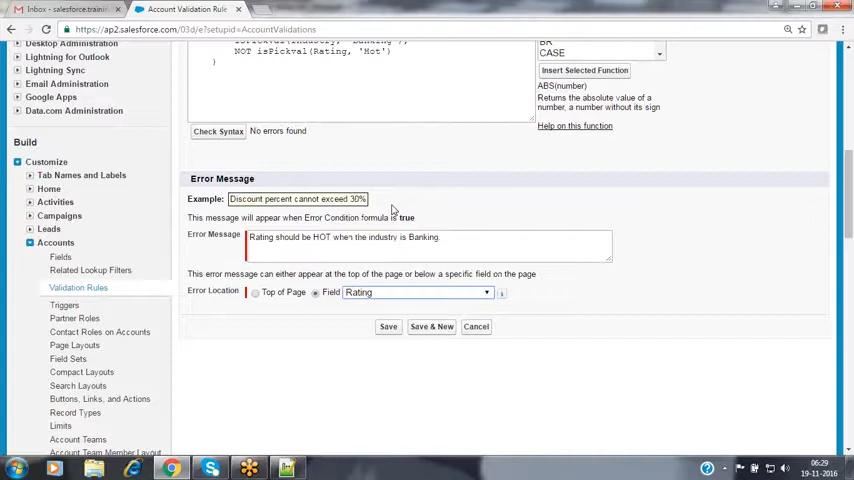 Inbox - salesforce.trainin
Account Validation Rules
https://ap2.salesforce.com/03d/e?setupid=AccountValidations
Desktop Administration
Lightning for Outlook
Lightning Sync
Email Administration
Google Apps
Data.com Administration
Build
Customize
Tab Names and Labels
Home
Activities
Campaigns
Leads
Accounts
Fields
Related Lookup Filters
Validation Rules
Triggers
Partner Roles
Contact Roles on Accounts
Page Layouts
Field Sets
Compact Layouts
Search Layouts
Buttons, Links, and Actions
Record Types
Limits
Account Teams
Account Team Member Layout
NOT isPickval(Rating, 'Hot')
)
BR
CASE
Insert Selected Function
ABS(number)
Returns the absolute value of a
number, a number without its sign
Help on this function
Check Syntax
No errors found
Error Message
Example: Discount percent cannot exceed 30%
This message will appear when Error Condition formula is true
Error Message
Rating should be HOT when the industry is Banking.
This error message can either appear at the top of the page or below a specific field on the page
Error Location
Top of Page
Field
Rating
i
Save
Save & New
Cancel
06:29
19-11-2016